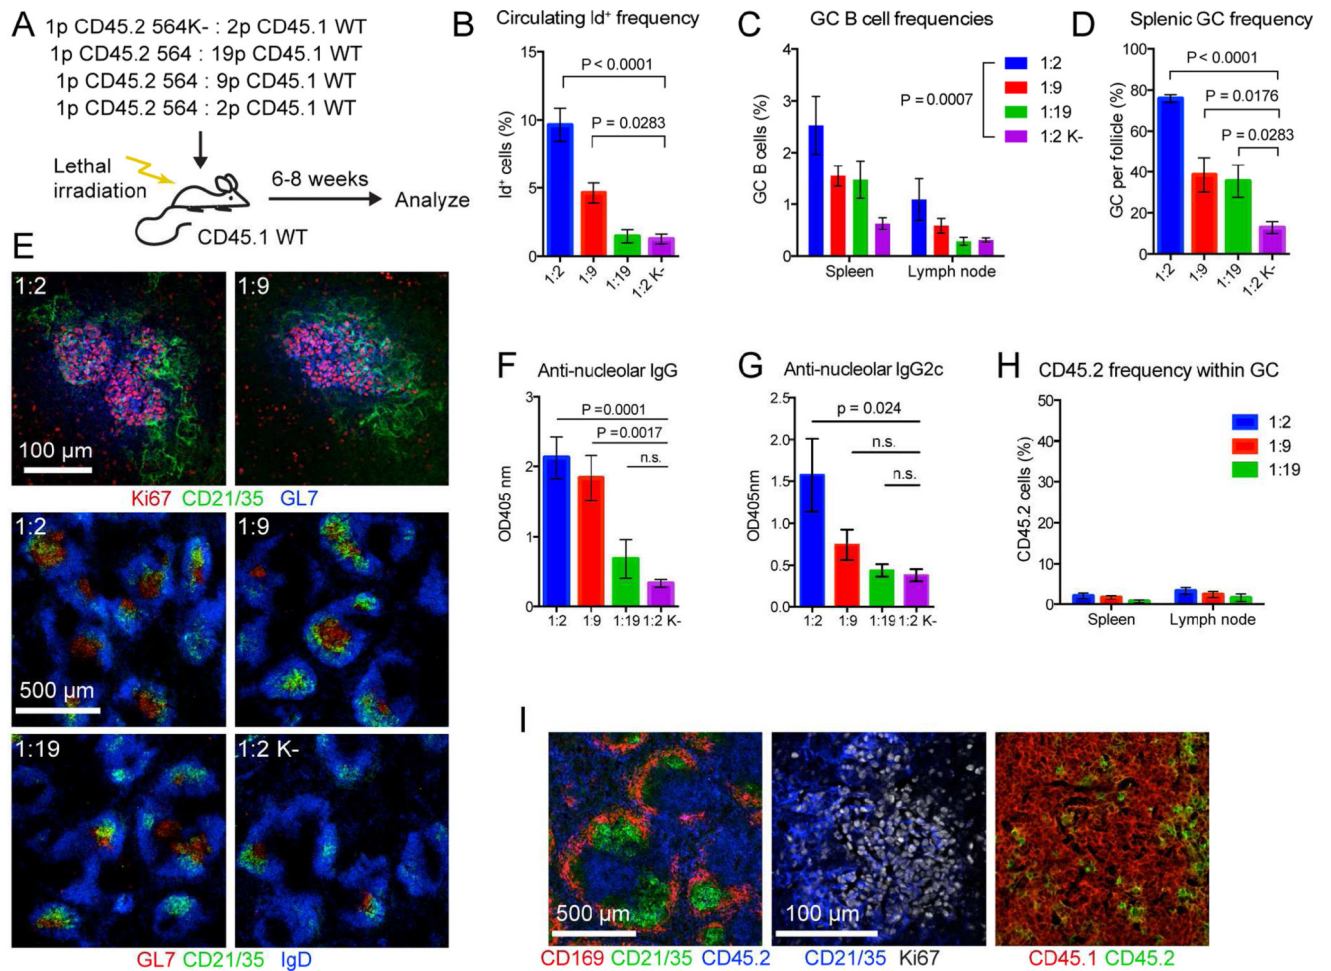 A
1p CD45.2 564K- : 2p CD45.1 WT
1p CD45.2 564 : 19p CD45.1 WT
1p CD45.2 564 : 9p CD45.1 WT
1p CD45.2 564 : 2p CD45.1 WT
Lethal
irradiation
6-8 weeks
Analyze
CD45.1 WT
B
Circulating Id⁺ frequency
Id⁺ cells (%)
15
10
5
0
P < 0.0001
P = 0.0283
1:2
1:9
1:19
1:2 K-
C
GC B cell frequencies
GC B cells (%)
4
3
2
1
0
P = 0.0007
1:2
1:9
1:19
1:2 K-
Spleen
Lymph node
D
Splenic GC frequency
GC per follicle (%)
100
80
60
40
20
0
P <0.0001
P = 0.0176
P = 0.0283
1:2
1:9
1:19
1:2 K-
E
1:2
1:9
100 µm
Ki67 CD21/35 GL7
1:2
1:9
500 µm
1:19
1:2 K-
GL7 CD21/35 IgD
F
Anti-nucleolar IgG
OD405 nm
3
2
1
0
P =0.0001
P =0.0017
n.s.
1:2
1:9
1:19
1:2 K-
G
Anti-nucleolar IgG2c
OD405nm
2.5
2.0
1.5
1.0
0.5
0.0
p = 0.024
n.s.
n.s.
1:2
1:9
1:19
1:2 K-
H
CD45.2 frequency within GC
CD45.2 cells (%)
50
40
30
20
10
0
1:2
1:9
1:19
Spleen
Lymph node
I
500 µm
100 µm
CD169 CD21/35 CD45.2
CD21/35 Ki67
CD45.1 CD45.2